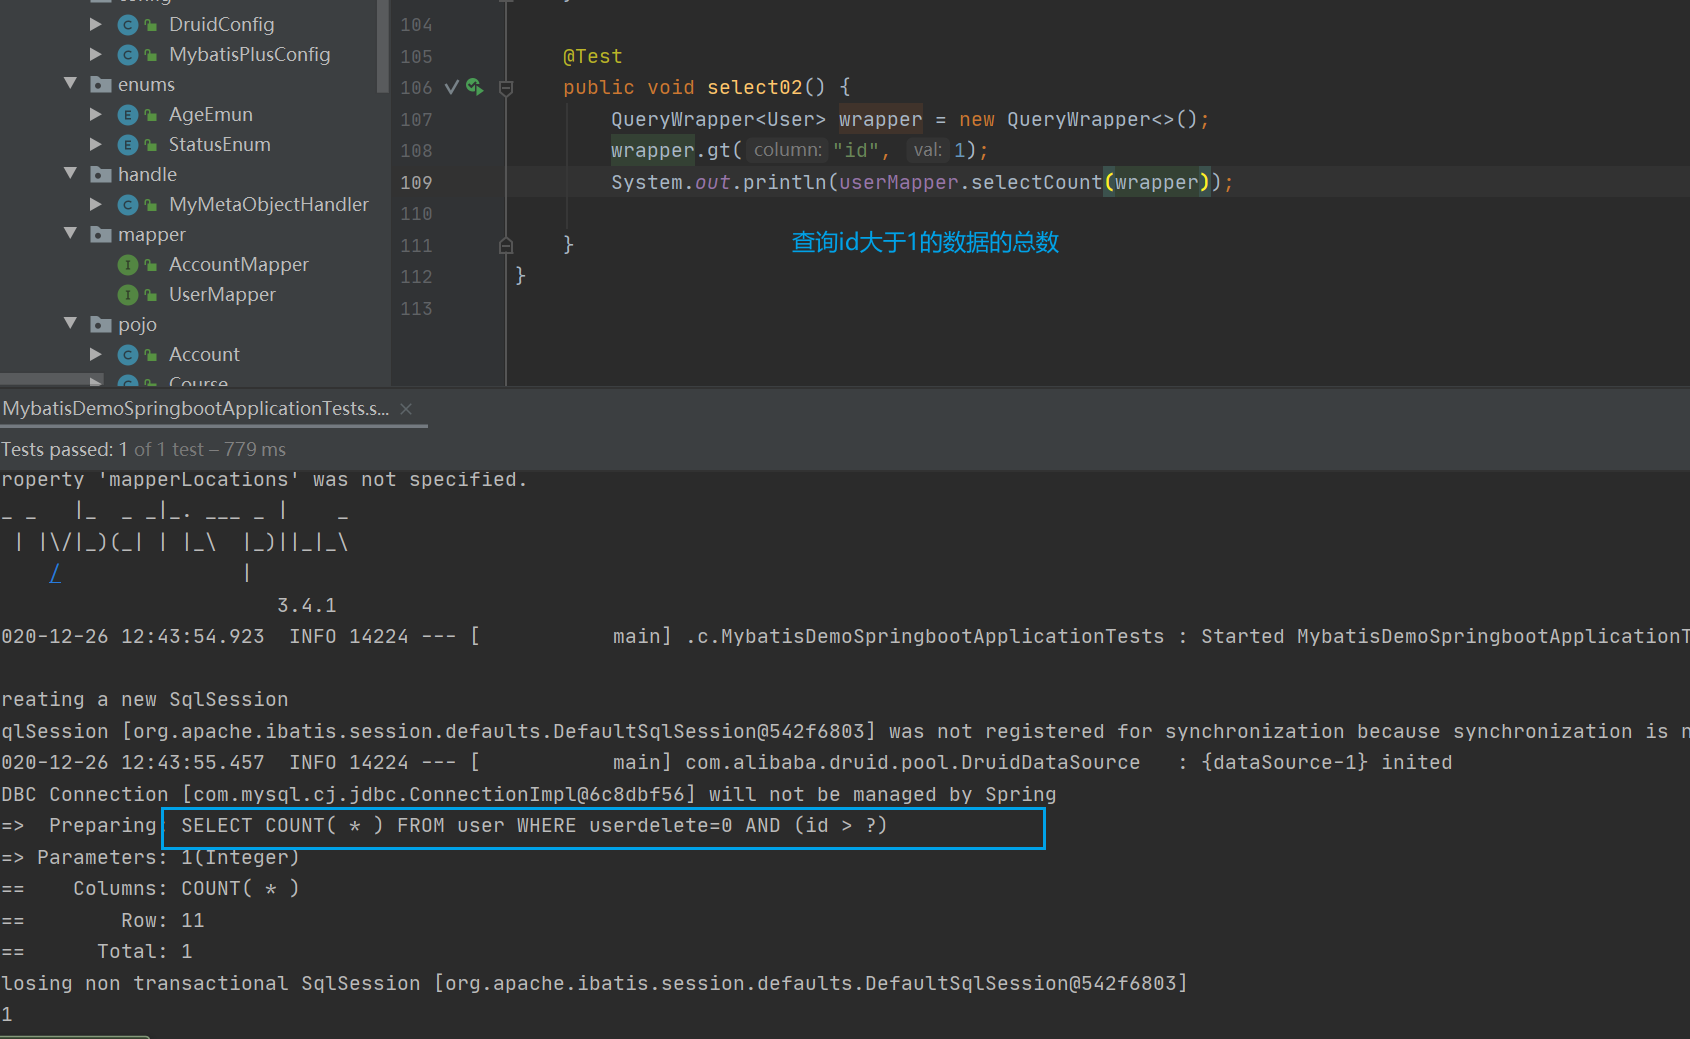 config
DruidConfig
MybatisPlusConfig
enums
AgeEmun
StatusEnum
handle
MyMetaObjectHandler
mapper
AccountMapper
UserMapper
pojo
Account
Course
104
105 @Test
106 public void select02() {
107 QueryWrapper<User> wrapper = new QueryWrapper<>();
108 wrapper.gt( column: "id", val: 1);
109 System.out.println(userMapper.selectCount(wrapper));
110
111 }
查询id大于1的数据的总数
112 }
113
MybatisDemoSpringbootApplicationTests.s...
Tests passed: 1 of 1 test – 779 ms
roperty 'mapperLocations' was not specified.
_ _   |_  _ _|_. ___ _ |    _
 | |\/|_)(_| | |_\  |_)||_|_\
    /               |
3.4.1
020-12-26 12:43:54.923  INFO 14224 --- [           main] .c.MybatisDemoSpringbootApplicationTests : Started MybatisDemoSpringbootApplicationT
reating a new SqlSession
qlSession [org.apache.ibatis.session.defaults.DefaultSqlSession@542f6803] was not registered for synchronization because synchronization is n
020-12-26 12:43:55.457  INFO 14224 --- [           main] com.alibaba.druid.pool.DruidDataSource   : {dataSource-1} inited
DBC Connection [com.mysql.cj.jdbc.ConnectionImpl@6c8dbf56] will not be managed by Spring
=>  Preparing: SELECT COUNT( * ) FROM user WHERE userdelete=0 AND (id > ?)
=> Parameters: 1(Integer)
==    Columns: COUNT( * )
==        Row: 11
==      Total: 1
losing non transactional SqlSession [org.apache.ibatis.session.defaults.DefaultSqlSession@542f6803]
1